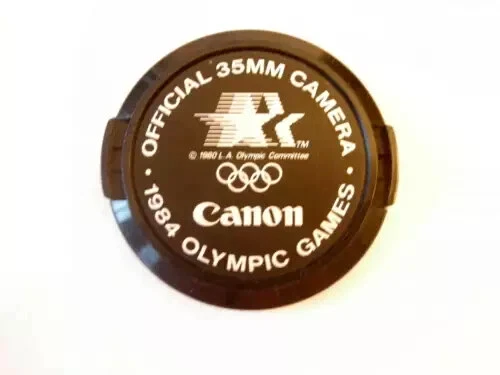 OFFICIAL 35MM CAMERA
TM
© 1980 L.A. Olympic Committee
Canon
• 1984 OLYMPIC GAMES •